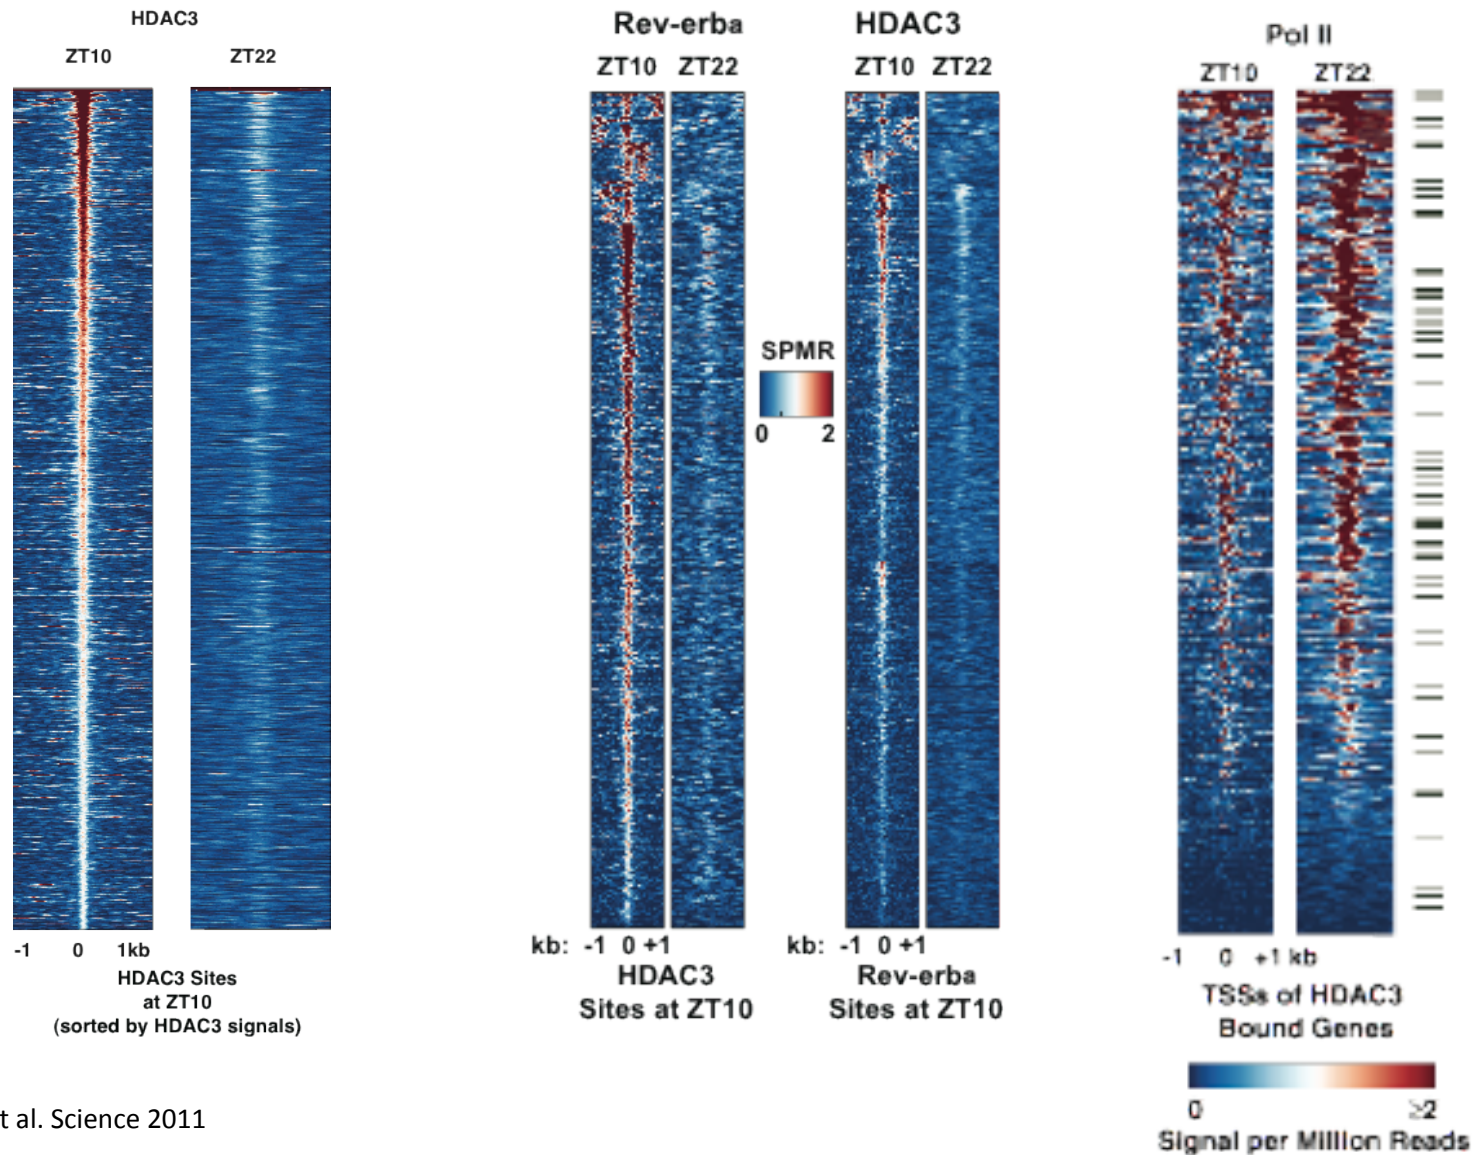 HDAC3
ZT10 ZT22
-1 0 1kb
HDAC3 Sites
at ZT10
(sorted by HDAC3 signals)
Rev-erba HDAC3
ZT10 ZT22 ZT10 ZT22
SPMR
0 2
kb: -1 0 +1 kb: -1 0 +1
HDAC3 Rev-erba
Sites at ZT10 Sites at ZT10
Pol II
ZT10 ZT22
-1 0 +1 kb
TSSs of HDAC3
Bound Genes
0 ≥2
Signal per Million Reads
t al. Science 2011